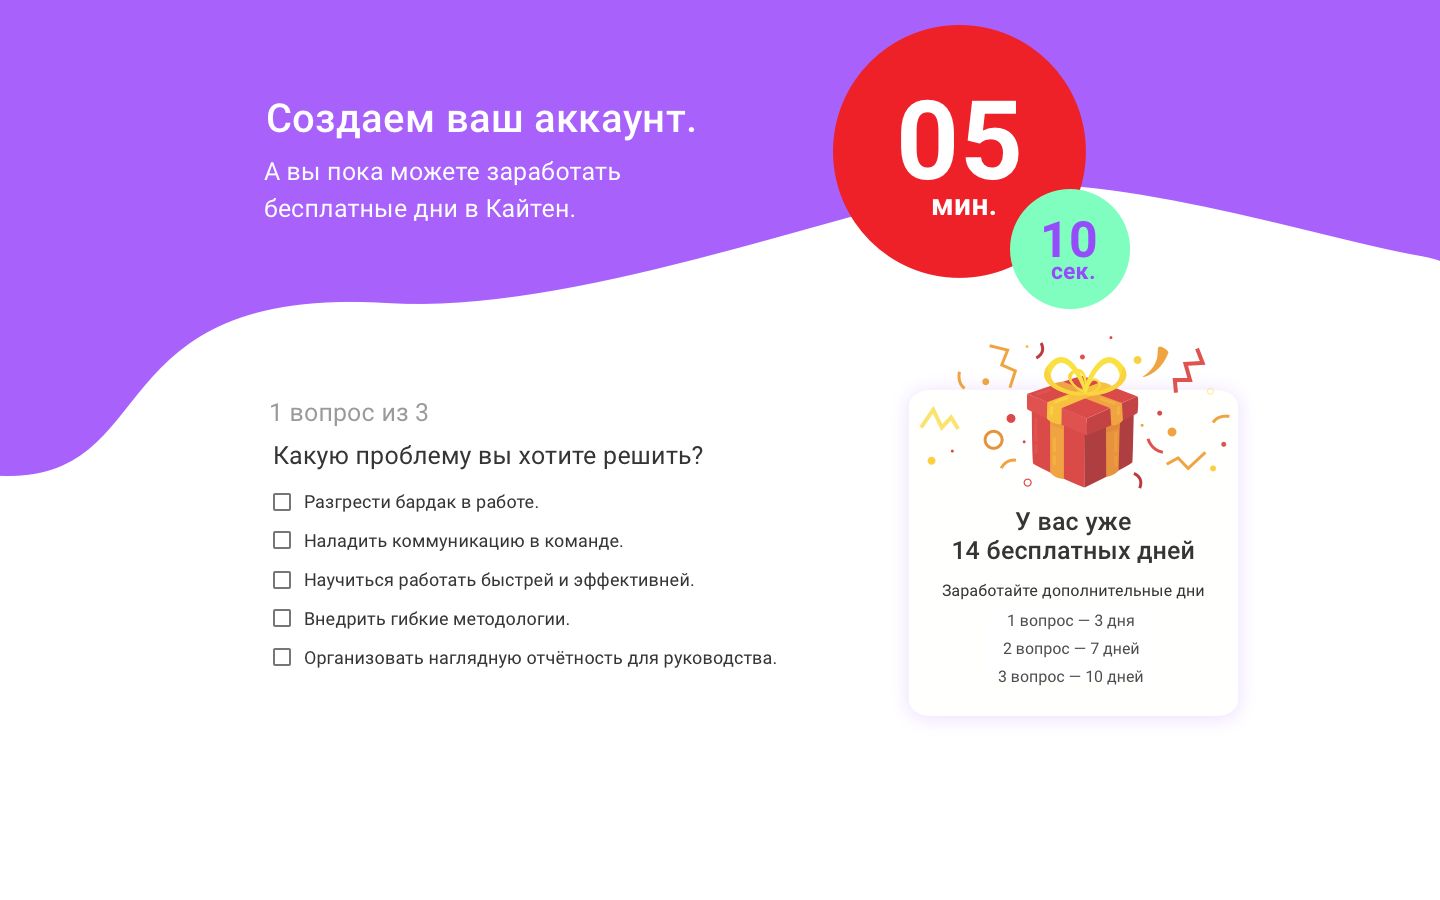 Создаем ваш аккаунт.
А вы пока можете заработать
бесплатные дни в Кайтен.
05
мин.
10
сек.
1 вопрос из 3
Какую проблему вы хотите решить?
Разгрести бардак в работе.
Наладить коммуникацию в команде.
Научиться работать быстрей и эффективней.
Внедрить гибкие методологии.
Организовать наглядную отчётность для руководства.
У вас уже
14 бесплатных дней
Заработайте дополнительные дни
1 вопрос — 3 дня
2 вопрос — 7 дней
3 вопрос — 10 дней